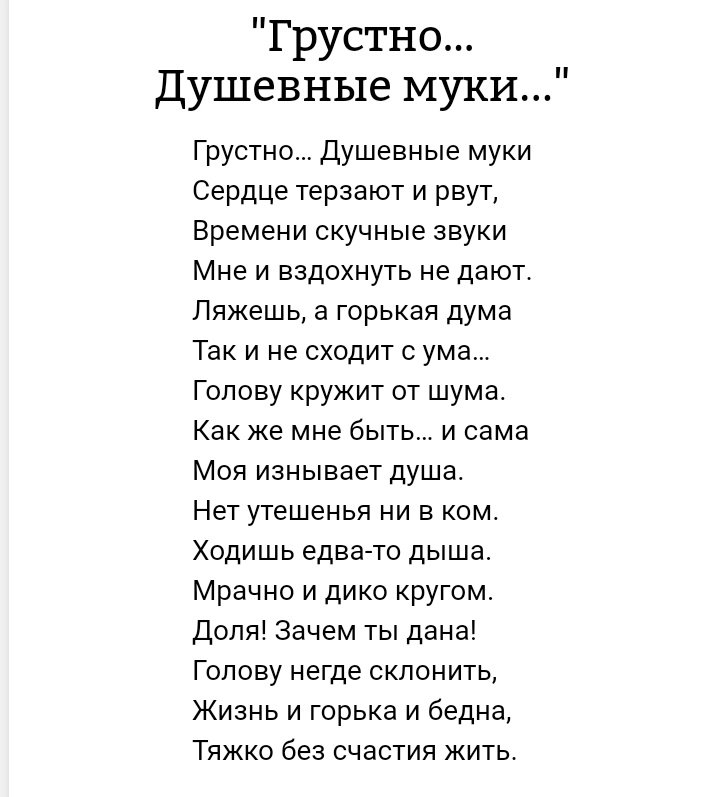 "Грустно...
Душевные муки..."
Грустно... Душевные муки
Сердце терзают и рвут,
Времени скучные звуки
Мне и вздохнуть не дают.
Ляжешь, а горькая дума
Так и не сходит с ума...
Голову кружит от шума.
Как же мне быть... и сама
Моя изнывает душа.
Нет утешенья ни в ком.
Ходишь едва-то дыша.
Мрачно и дико кругом.
Доля! Зачем ты дана!
Голову негде склонить,
Жизнь и горька и бедна,
Тяжко без счастия жить.